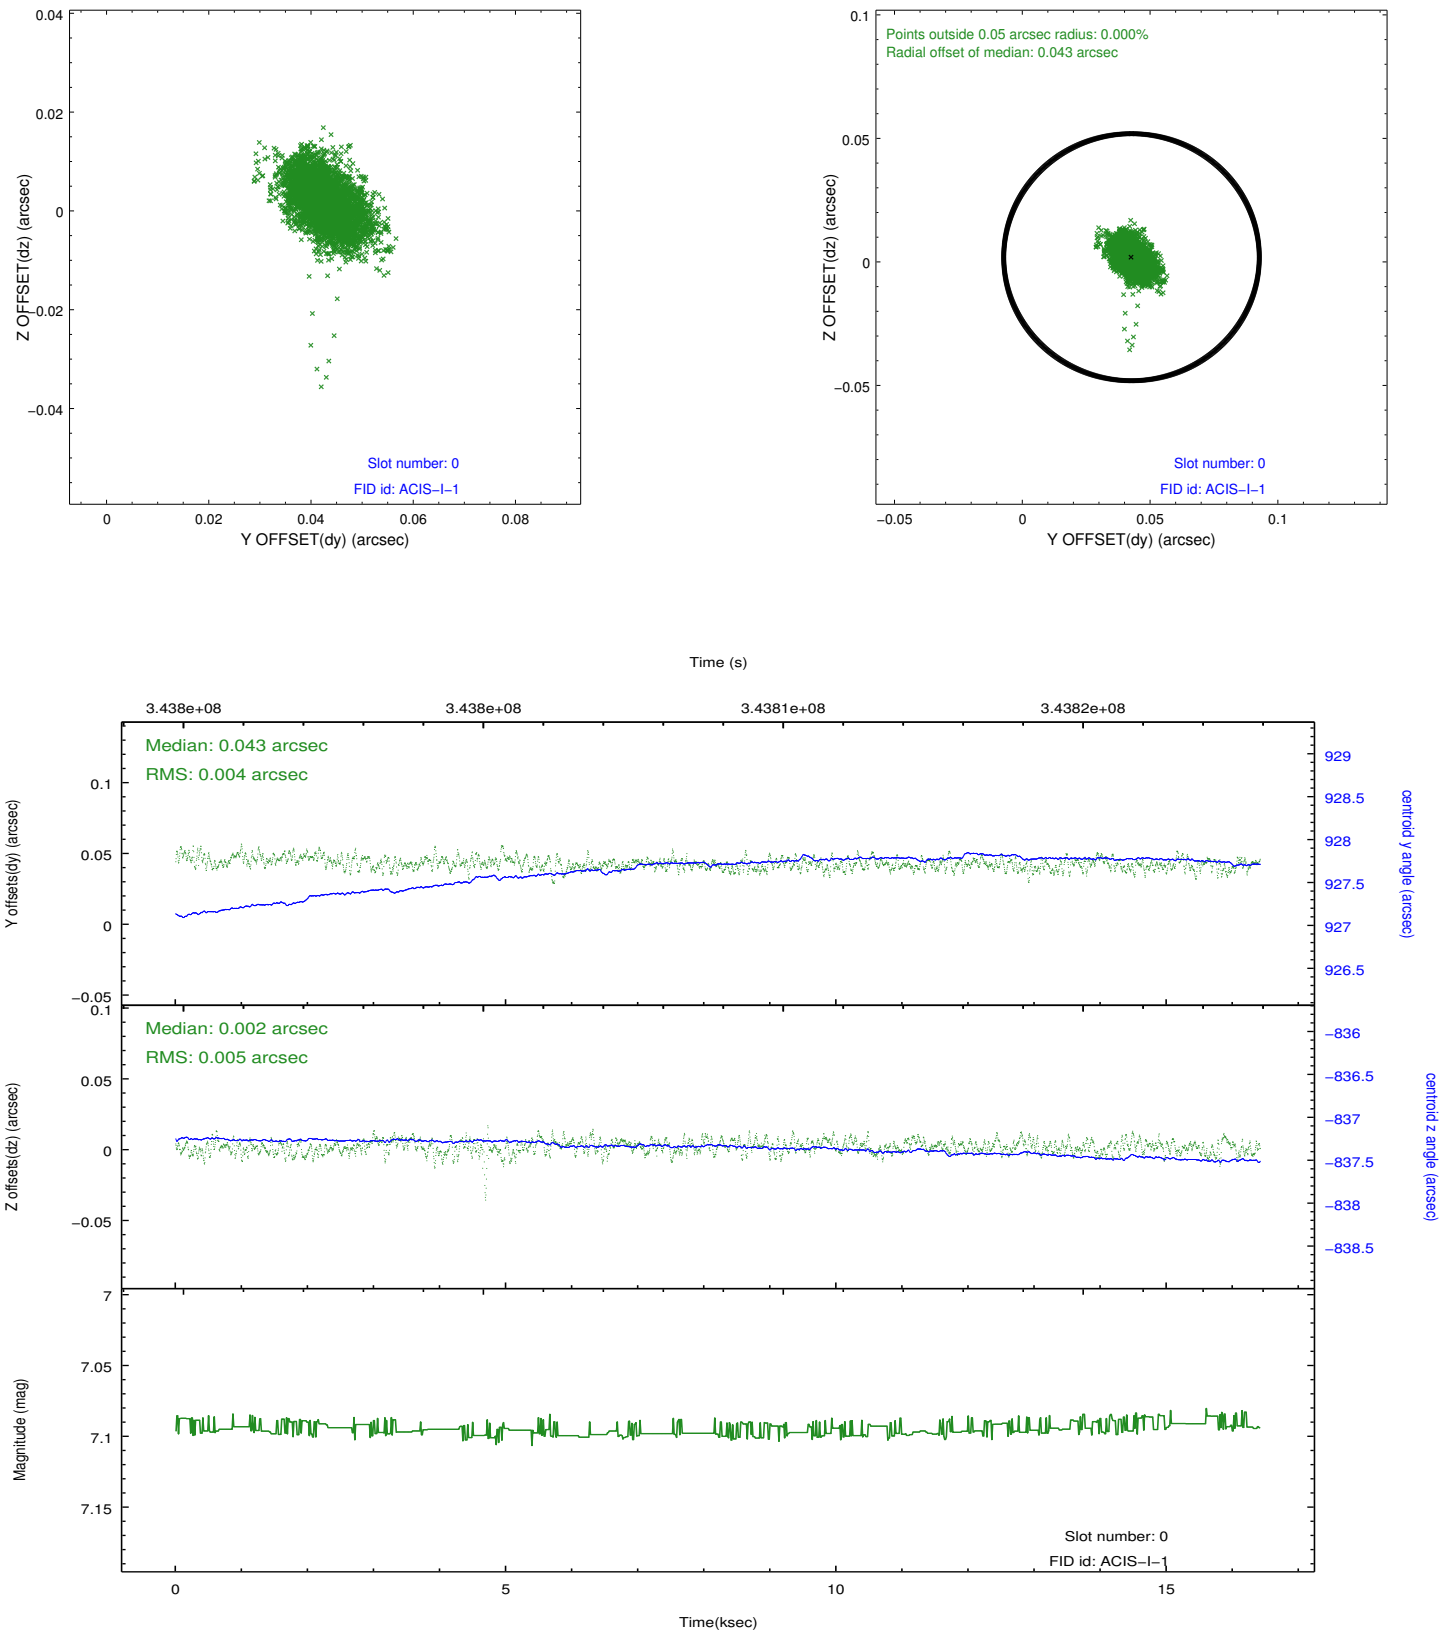 0.04
0.02
0
−0.02
−0.04
Z OFFSET(dz) (arcsec)
Slot number: 0
FID id: ACIS−I−1
0
0.02
0.04
0.06
0.08
Y OFFSET(dy) (arcsec)
0.1
0.05
0
−0.05
Z OFFSET(dz) (arcsec)
Points outside 0.05 arcsec radius: 0.000%
Radial offset of median: 0.043 arcsec
Slot number: 0
FID id: ACIS−I−1
−0.05
0
0.05
0.1
Y OFFSET(dy) (arcsec)
Time (s)
3.438e+08
3.438e+08
3.4381e+08
3.4382e+08
Median: 0.043 arcsec
RMS: 0.004 arcsec
0.1
0.05
0
−0.05
Y offsets(dy) (arcsec)
929
928.5
928
927.5
927
926.5
centroid y angle (arcsec)
Median: 0.002 arcsec
RMS: 0.005 arcsec
0.1
0.05
0
−0.05
Z offsets(dz) (arcsec)
−836
−836.5
−837
−837.5
−838
−838.5
centroid z angle (arcsec)
7
7.05
7.1
7.15
Magnitude (mag)
Slot number: 0
FID id: ACIS−I−1
0
5
10
15
Time(ksec)